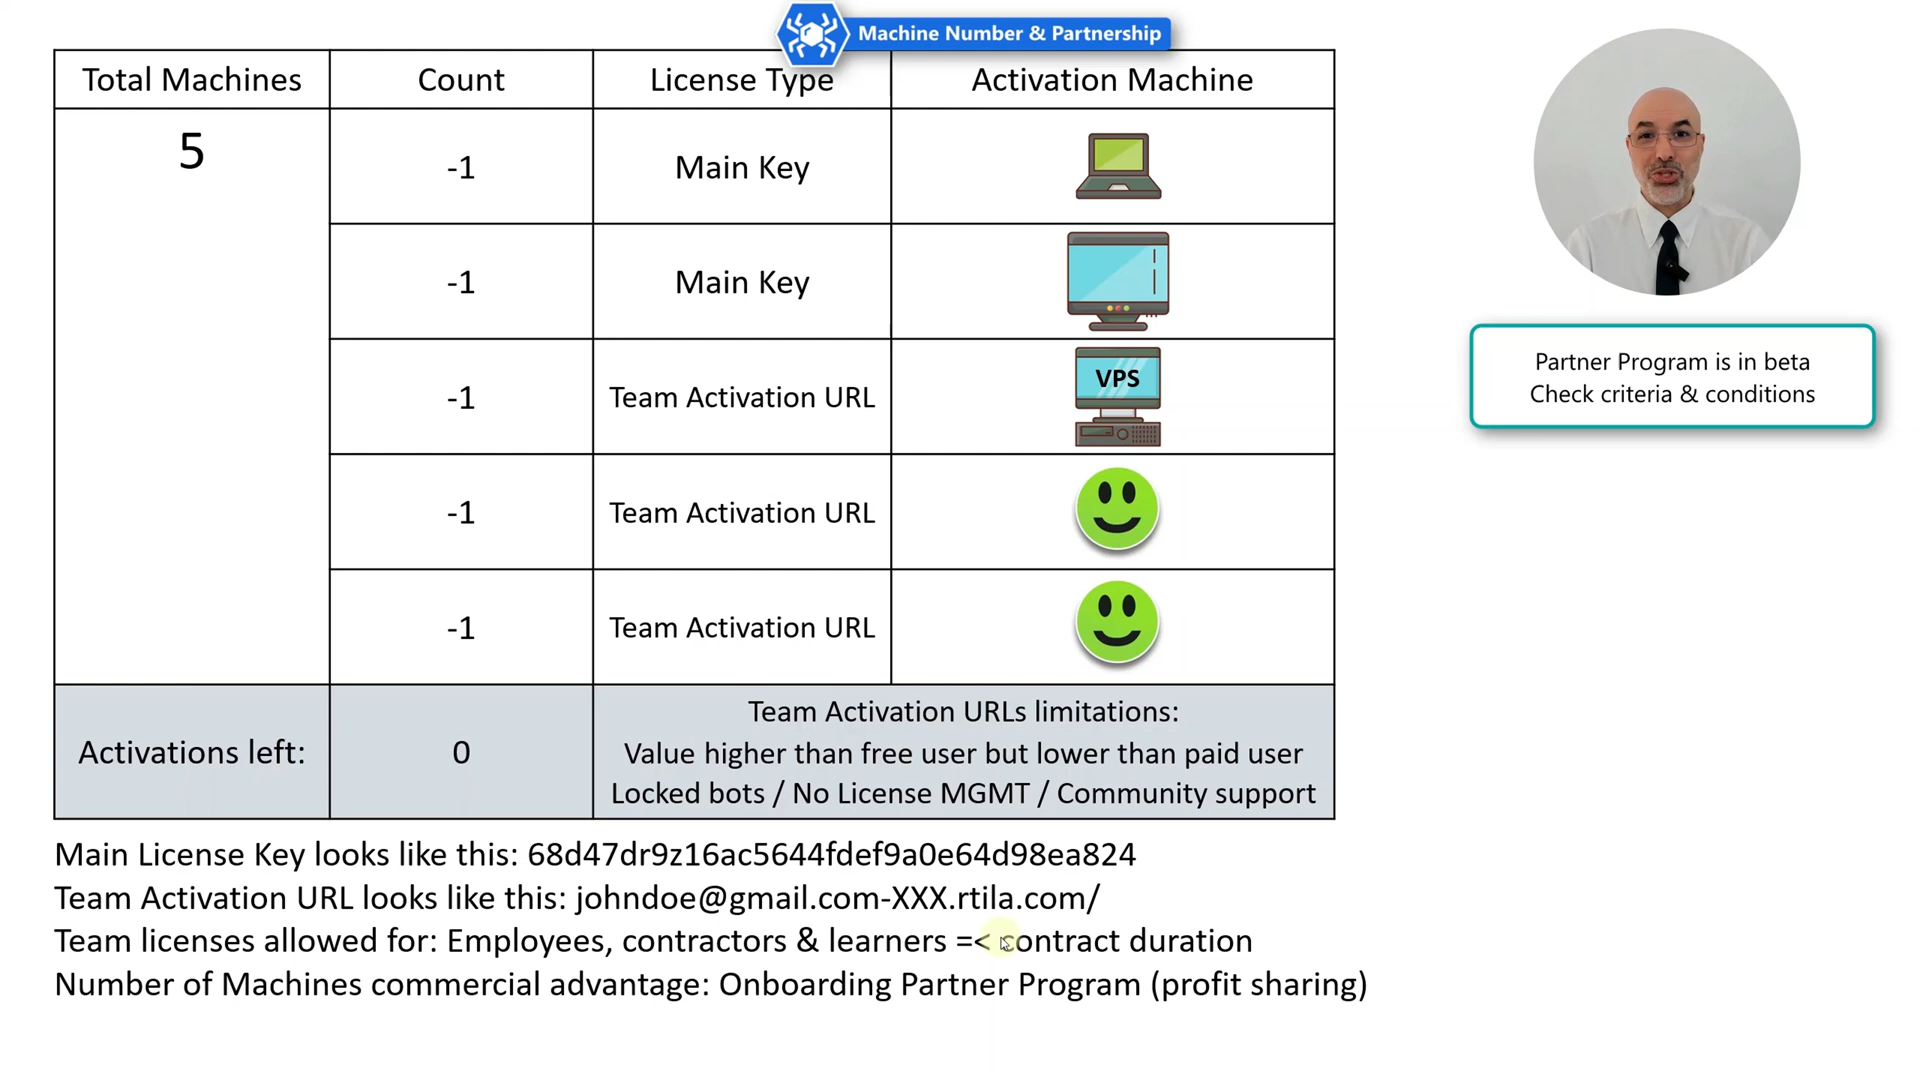 Machine Number & Partnership
Total Machines
Count
License Type
Activation Machine
5
-1
Main Key
-1
Main Key
-1
Team Activation URL
VPS
-1
Team Activation URL
-1
Team Activation URL
Activations left:
0
Team Activation URLs limitations:
Value higher than free user but lower than paid user
Locked bots / No License MGMT / Community support
Main License Key looks like this: 68d47dr9z16ac5644fdef9a0e64d98ea824
Team Activation URL looks like this: johndoe@gmail.com-XXX.rtila.com/
Team licenses allowed for: Employees, contractors & learners =< contract duration
Number of Machines commercial advantage: Onboarding Partner Program (profit sharing)
Partner Program is in beta
Check criteria & conditions